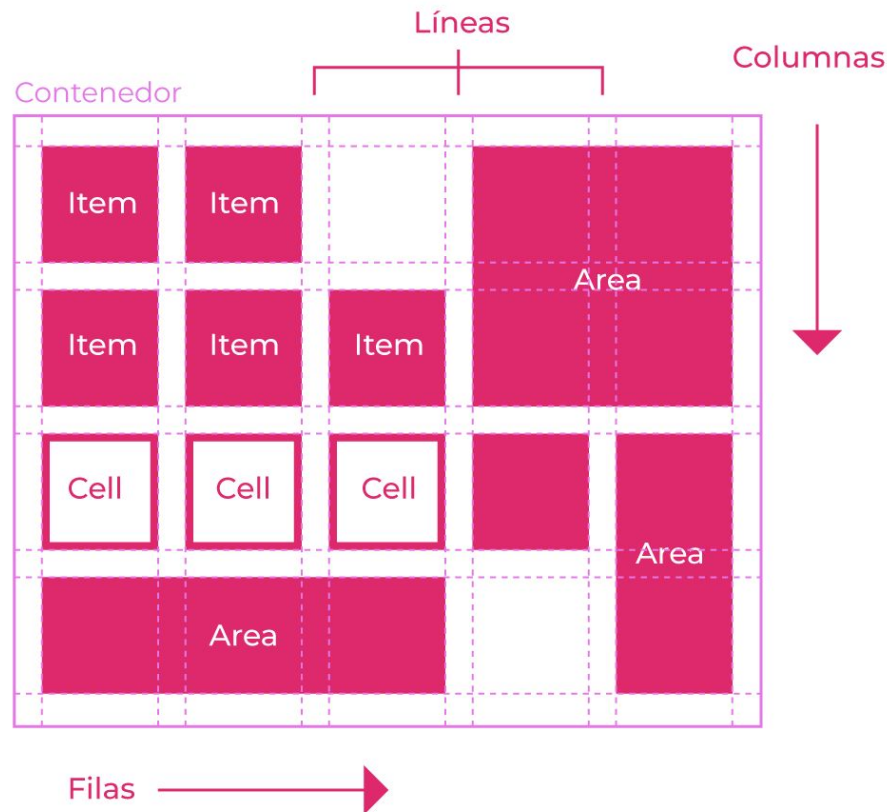 Líneas
Columnas
Contenedor
Item
Item
Area
Item
Item
Item
Cell
Cell
Cell
Area
Area
Filas